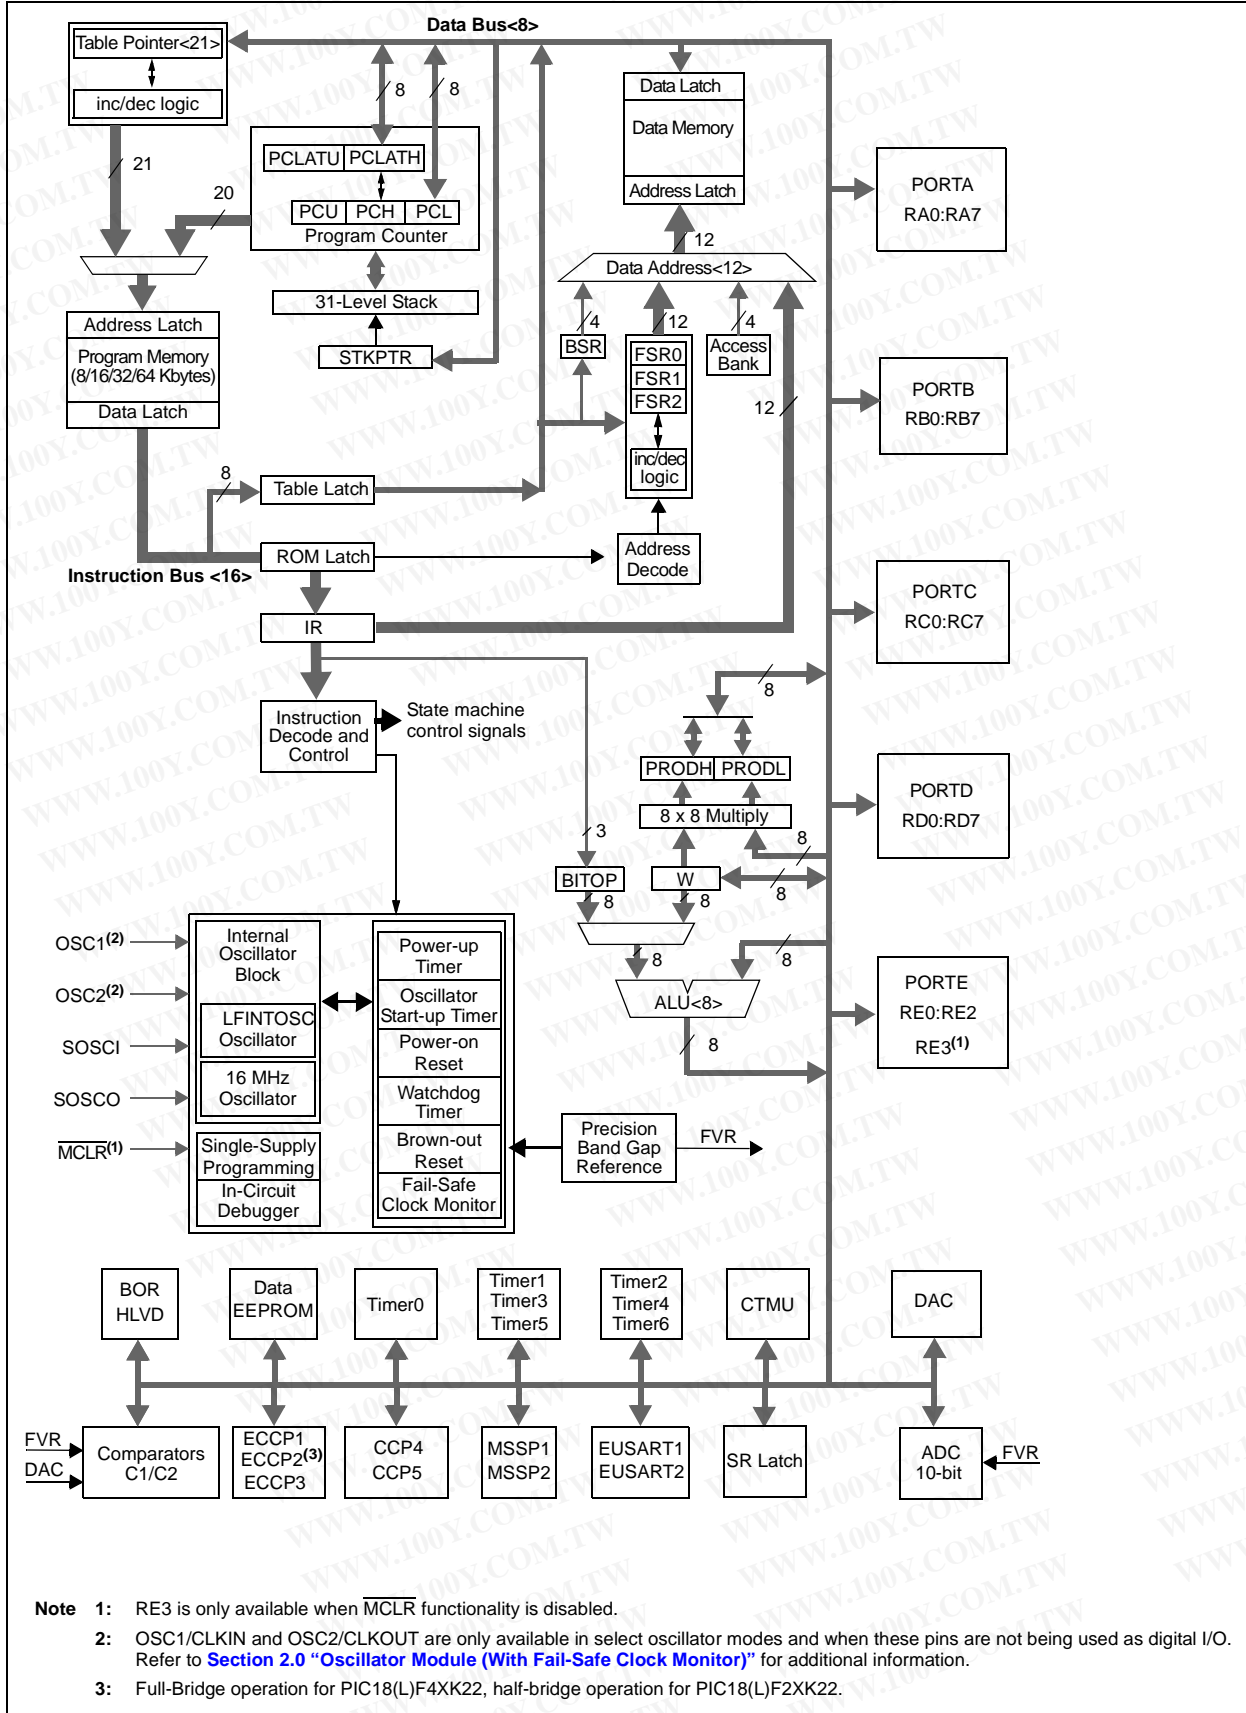 Data Bus<8>
Table Pointer<21>
inc/dec logic
21
20
8
8
PCLATU PCLATH
PCU PCH PCL
Program Counter
31-Level Stack
STKPTR
Data Latch
Data Memory
Address Latch
12
Data Address<12>
4
12
4
BSR
FSR0
FSR1
FSR2
inc/dec
logic
Access
Bank
12
Address Latch
Program Memory
(8/16/32/64 Kbytes)
Data Latch
8
Table Latch
ROM Latch
Instruction Bus <16>
IR
Address
Decode
Instruction
Decode and
Control
State machine
control signals
8
PRODH PRODL
8 x 8 Multiply
3
8
BITOP
W
8
8
8
8
8
ALU<8>
8
PORTA
RA0:RA7
PORTB
RB0:RB7
PORTC
RC0:RC7
PORTD
RD0:RD7
PORTE
RE0:RE2
RE3(1)
OSC1(2)
OSC2(2)
SOSCI
SOSCO
MCLR(1)
Internal
Oscillator
Block
LFINTOSC
Oscillator
16 MHz
Oscillator
Single-Supply
Programming
In-Circuit
Debugger
Power-up
Timer
Oscillator
Start-up Timer
Power-on
Reset
Watchdog
Timer
Brown-out
Reset
Fail-Safe
Clock Monitor
Precision
Band Gap
Reference
FVR
BOR
HLVD
Data
EEPROM
Timer0
Timer1
Timer3
Timer5
Timer2
Timer4
Timer6
CTMU
DAC
FVR
DAC
Comparators
C1/C2
ECCP1
ECCP2(3)
ECCP3
CCP4
CCP5
MSSP1
MSSP2
EUSART1
EUSART2
SR Latch
ADC
10-bit
FVR
Note 1: RE3 is only available when MCLR functionality is disabled.
2: OSC1/CLKIN and OSC2/CLKOUT are only available in select oscillator modes and when these pins are not being used as digital I/O.
Refer to Section 2.0 “Oscillator Module (With Fail-Safe Clock Monitor)” for additional information.
3: Full-Bridge operation for PIC18(L)F4XK22, half-bridge operation for PIC18(L)F2XK22.
WWW.100Y.COM.TW